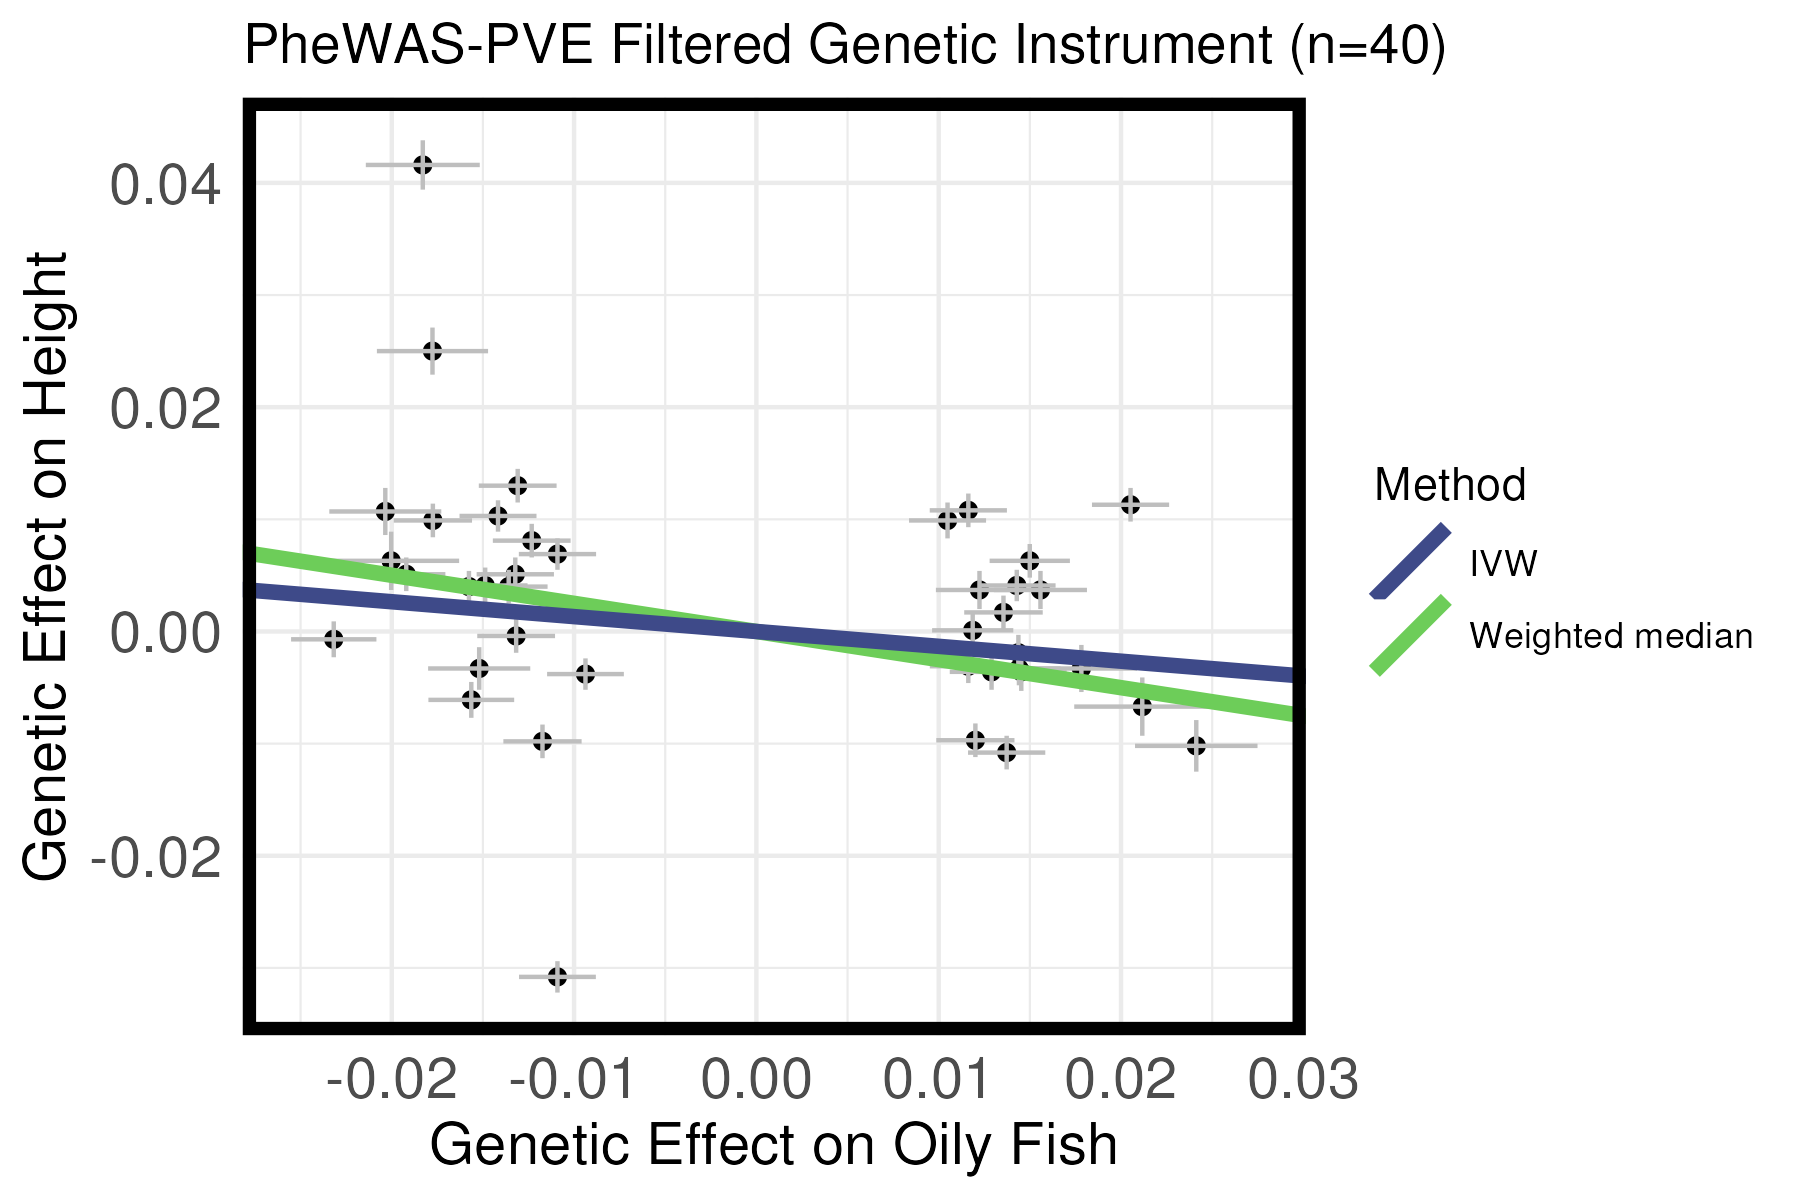 PheWAS-PVE Filtered Genetic Instrument (n=40)
Genetic Effect on Height
0.04
0.02
0.00
-0.02
-0.02 -0.01 0.00 0.01 0.02 0.03
Genetic Effect on Oily Fish
Method
IVW
Weighted median